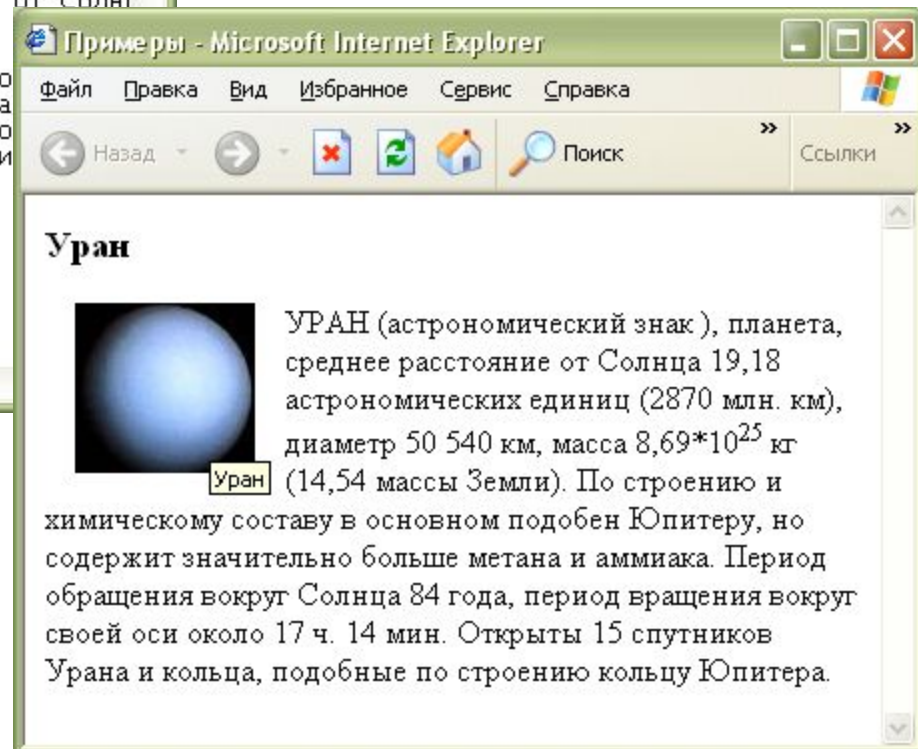 Примеры - Microsoft Internet Explorer
Файл Правка Вид Избранное Сервис Справка
Назад Поиск » Ссылки »
Уран
УРАН (астрономический знак ), планета,
среднее расстояние от Солнца 19,18
астрономических единиц (2870 млн. км),
диаметр 50 540 км, масса 8,69*10²⁵ кг
Уран (14,54 массы Земли). По строению и
химическому составу в основном подобен Юпитеру, но
содержит значительно больше метана и аммиака. Период
обращения вокруг Солнца 84 года, период вращения вокруг
своей оси около 17 ч. 14 мин. Открыты 15 спутников
Урана и кольца, подобные по строению кольцу Юпитера.